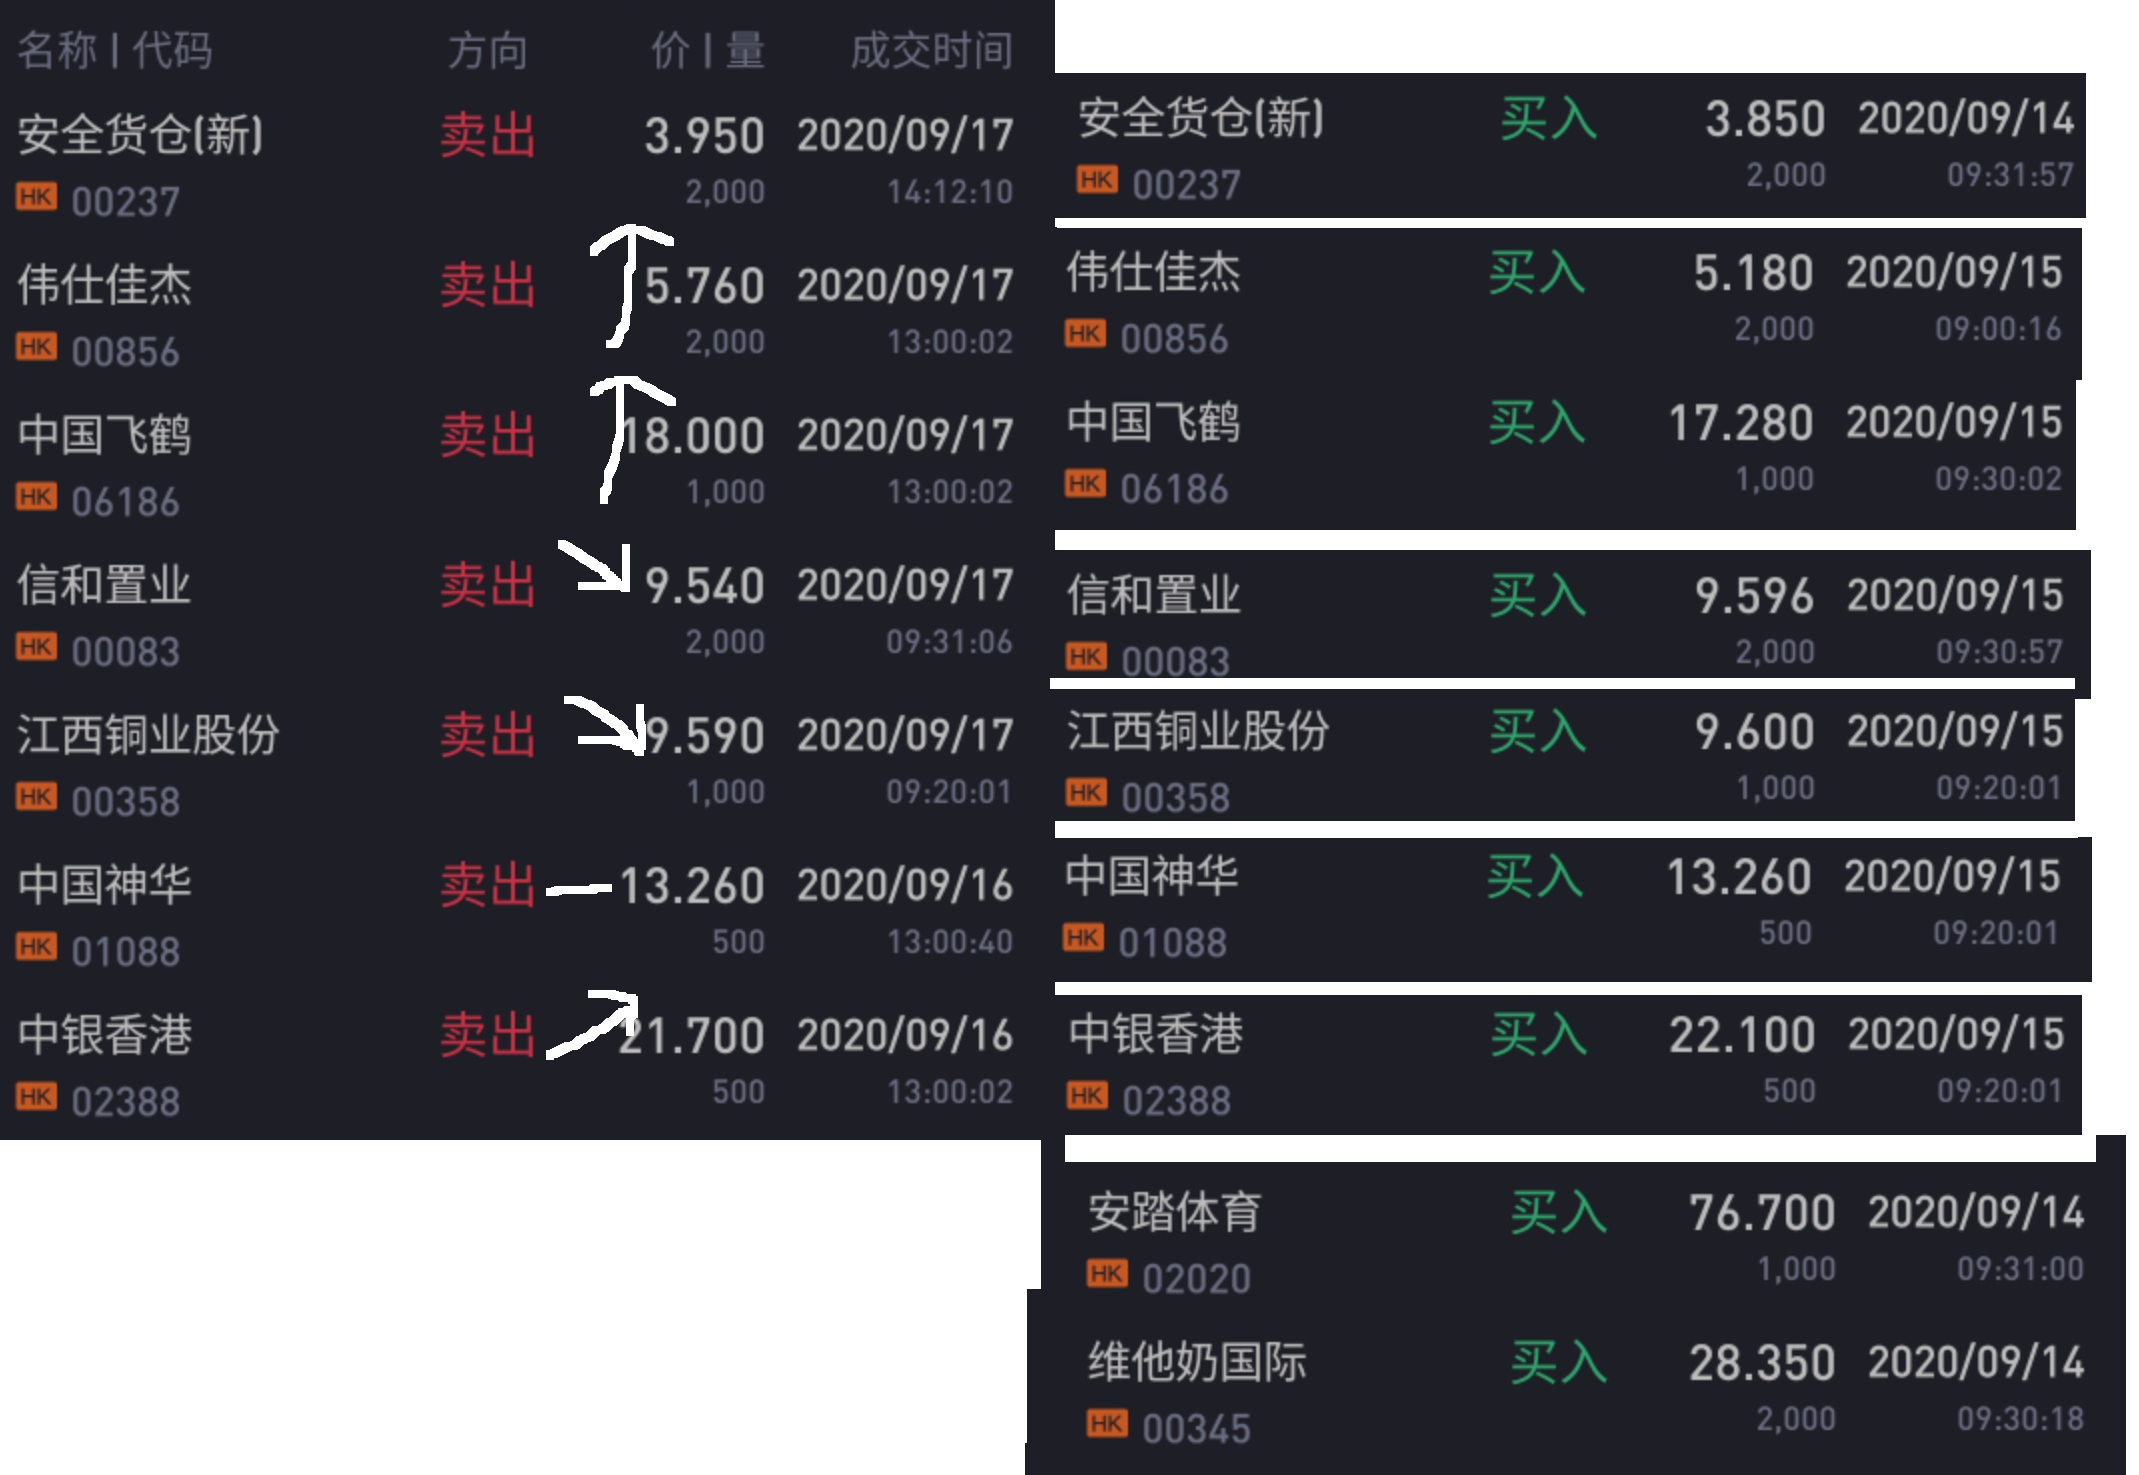 名称 | 代码 方向 价 | 量 成交时间
安全货仓(新) 卖出 3.950 2020/09/17
HK 00237 2,000 14:12:10
伟仕佳杰 卖出 5.760 2020/09/17
HK 00856 2,000 13:00:02
中国飞鹤 卖出 18.000 2020/09/17
HK 06186 1,000 13:00:02
信和置业 卖出 9.540 2020/09/17
HK 00083 2,000 09:31:06
江西铜业股份 卖出 9.590 2020/09/17
HK 00358 1,000 09:20:01
中国神华 卖出 13.260 2020/09/16
HK 01088 500 13:00:40
中银香港 卖出 21.700 2020/09/16
HK 02388 500 13:00:02
安全货仓(新) 买入 3.850 2020/09/14
HK 00237 2,000 09:31:57
伟仕佳杰 买入 5.180 2020/09/15
HK 00856 2,000 09:00:16
中国飞鹤 买入 17.280 2020/09/15
HK 06186 1,000 09:30:02
信和置业 买入 9.596 2020/09/15
HK 00083 2,000 09:30:57
江西铜业股份 买入 9.600 2020/09/15
HK 00358 1,000 09:20:01
中国神华 买入 13.260 2020/09/15
HK 01088 500 09:20:01
中银香港 买入 22.100 2020/09/15
HK 02388 500 09:20:01
安踏体育 买入 76.700 2020/09/14
HK 02020 1,000 09:31:00
维他奶国际 买入 28.350 2020/09/14
HK 00345 2,000 09:30:18